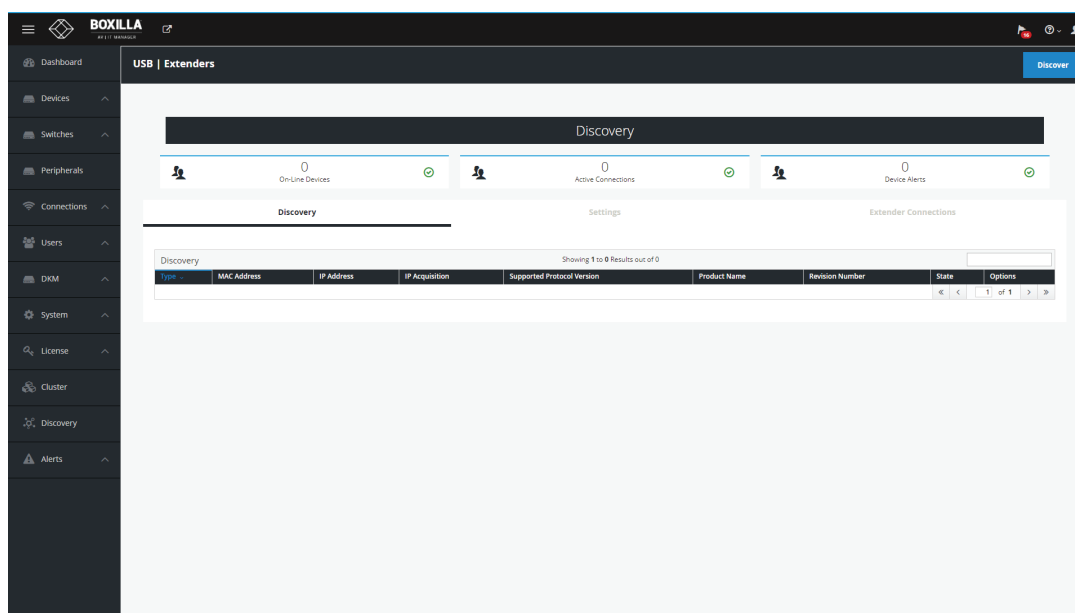 BOXILLA
AV | IT MANAGER
16
Dashboard
USB | Extenders
Discover
Devices
Switches
Discovery
Peripherals
0
On-Line Devices
0
Active Connections
0
Device Alerts
Connections
Discovery
Settings
Extender Connections
Users
Discovery
Showing 1 to 0 Results out of 0
DKM
Type
MAC Address
IP Address
IP Acquisition
Supported Protocol Version
Product Name
Revision Number
State
Options
« < 1 of 1 > »
System
License
Cluster
Discovery
Alerts